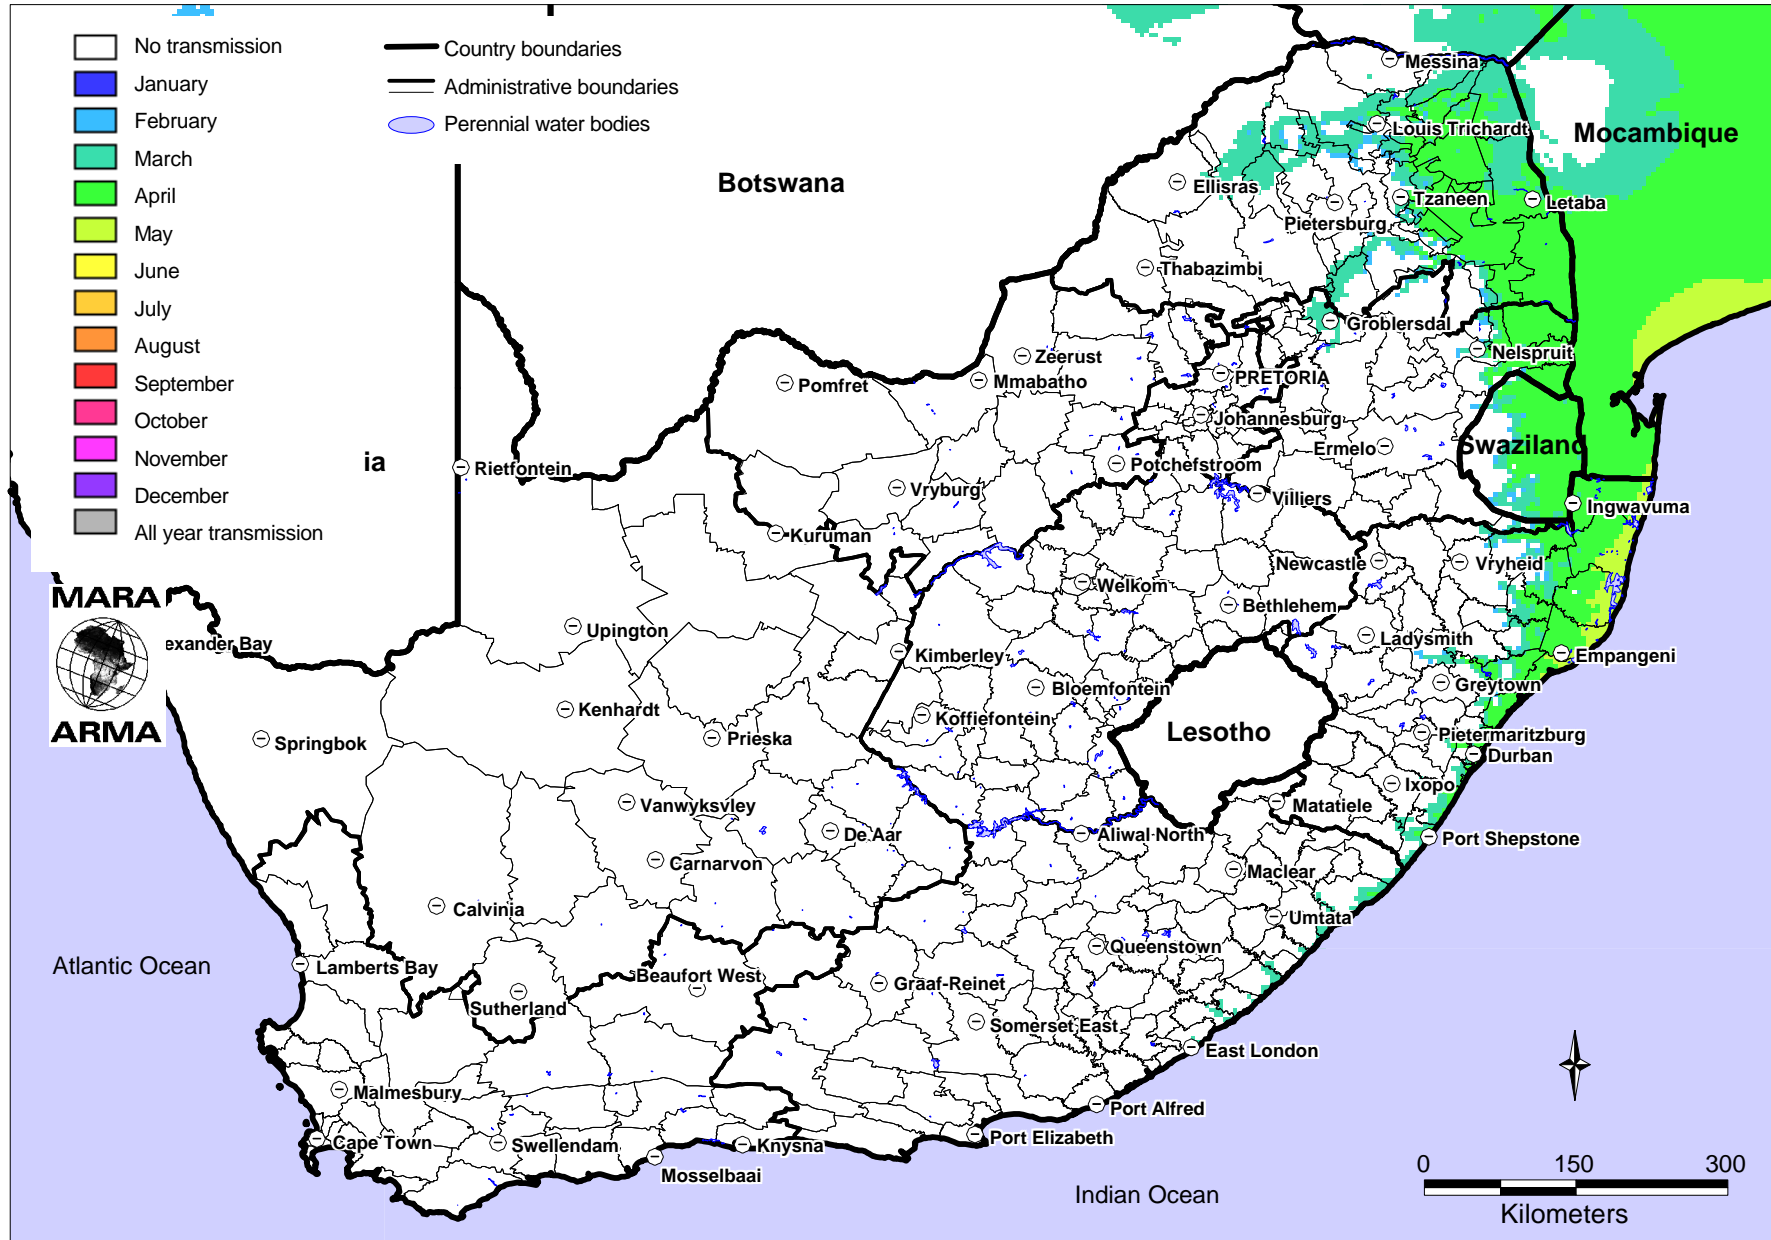 No transmission
January
February
March
April
May
June
July
August
September
October
November
December
All year transmission
Country boundaries
Administrative boundaries
Perennial water bodies
Botswana
Mocambique
Swaziland
Lesotho
ia
Messina
Louis Trichardt
Ellisras
Tzaneen
Letaba
Pietersburg
Thabazimbi
Groblersdal
Zeerust
Nelspruit
Pomfret
Mmabatho
PRETORIA
Johannesburg
Ermelo
Rietfontein
Potchefstroom
Vryburg
Villiers
Ingwavuma
Kuruman
Newcastle
Vryheid
Welkom
Bethlehem
Upington
Ladysmith
exander Bay
Kimberley
Empangeni
Bloemfontein
Greytown
Kenhardt
Koffiefontein
Springbok
Prieska
Pietermaritzburg
Durban
Ixopo
Vanwyksvley
Matatiele
De Aar
Aliwal North
Port Shepstone
Carnarvon
Maclear
Calvinia
Umtata
Queenstown
Lamberts Bay
Beaufort West
Graaf-Reinet
Sutherland
Somerset East
East London
Malmesbury
Port Alfred
Cape Town
Swellendam
Knysna
Port Elizabeth
Mosselbaai
MARA
ARMA
Atlantic Ocean
Indian Ocean
0 150 300
Kilometers